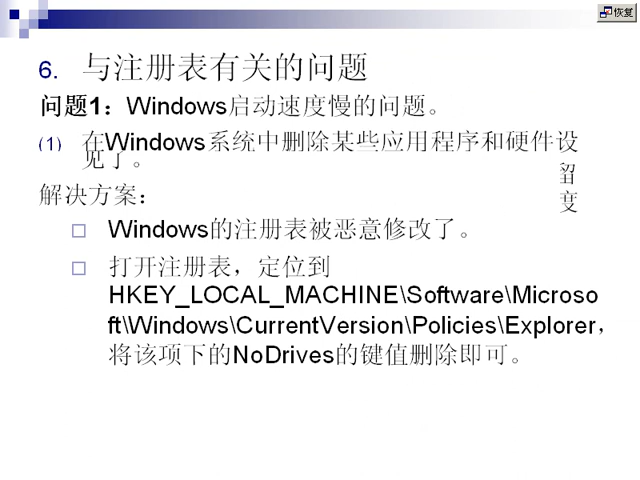 恢复
6. 与注册表有关的问题
问题1：Windows启动速度慢的问题。
(1) 在Windows系统中删除某些应用程序和硬件设
见了。
留
度
解决方案：
Windows的注册表被恶意修改了。
打开注册表，定位到
HKEY_LOCAL_MACHINE\Software\Microso
ft\Windows\CurrentVersion\Policies\Explorer，
将该项下的NoDrives的键值删除即可。